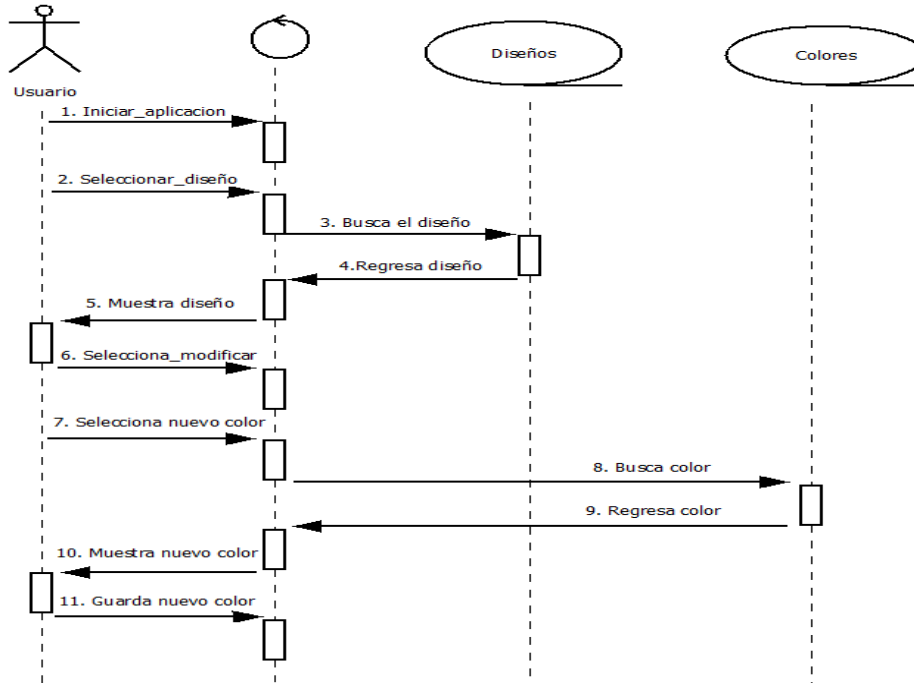 Diseños
Colores
Usuario
1. Iniciar_aplicacion
2. Seleccionar_diseño
3. Busca el diseño
4.Regresa diseño
5. Muestra diseño
6. Selecciona_modificar
7. Selecciona nuevo color
8. Busca color
9. Regresa color
10. Muestra nuevo color
11. Guarda nuevo color